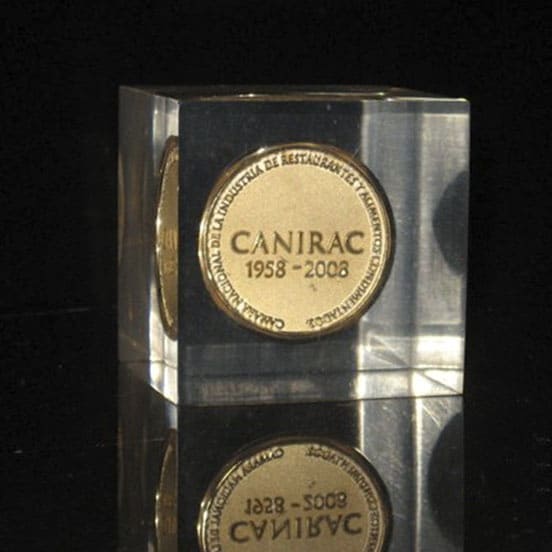 CAMARA NACIONAL DE LA INDUSTRIA DE RESTAURANTES Y ALIMENTOS CONDIMENTADOS
CANIRAC
1958 - 2008